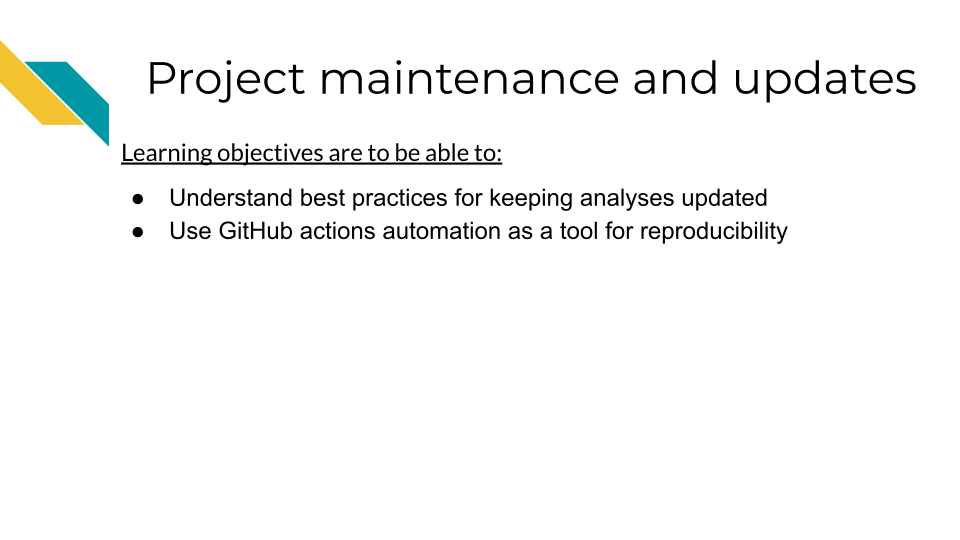 Project maintenance and updates
Learning objectives are to be able to:
● Understand best practices for keeping analyses updated
● Use GitHub actions automation as a tool for reproducibility